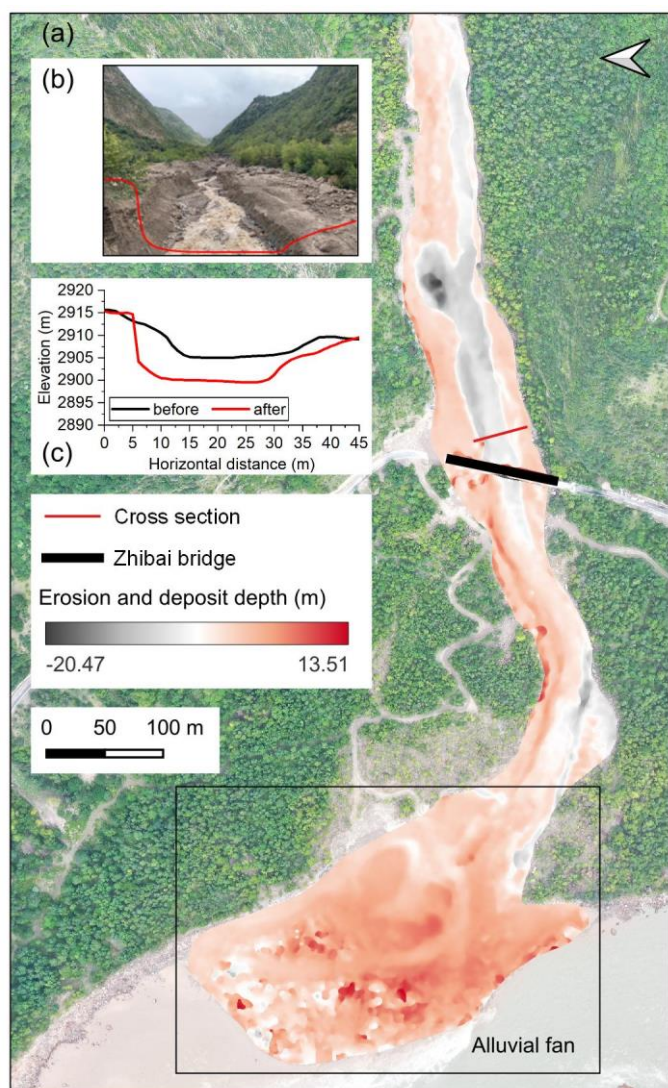 (a)
(b)
2920
2915
2910
2905
2900
2895
2890
Elevation (m)
before after
0 5 10 15 20 25 30 35 40 45
Horizontal distance (m)
(c)
Cross section
Zhibai bridge
Erosion and deposit depth (m)
-20.47 13.51
0 50 100 m
Alluvial fan